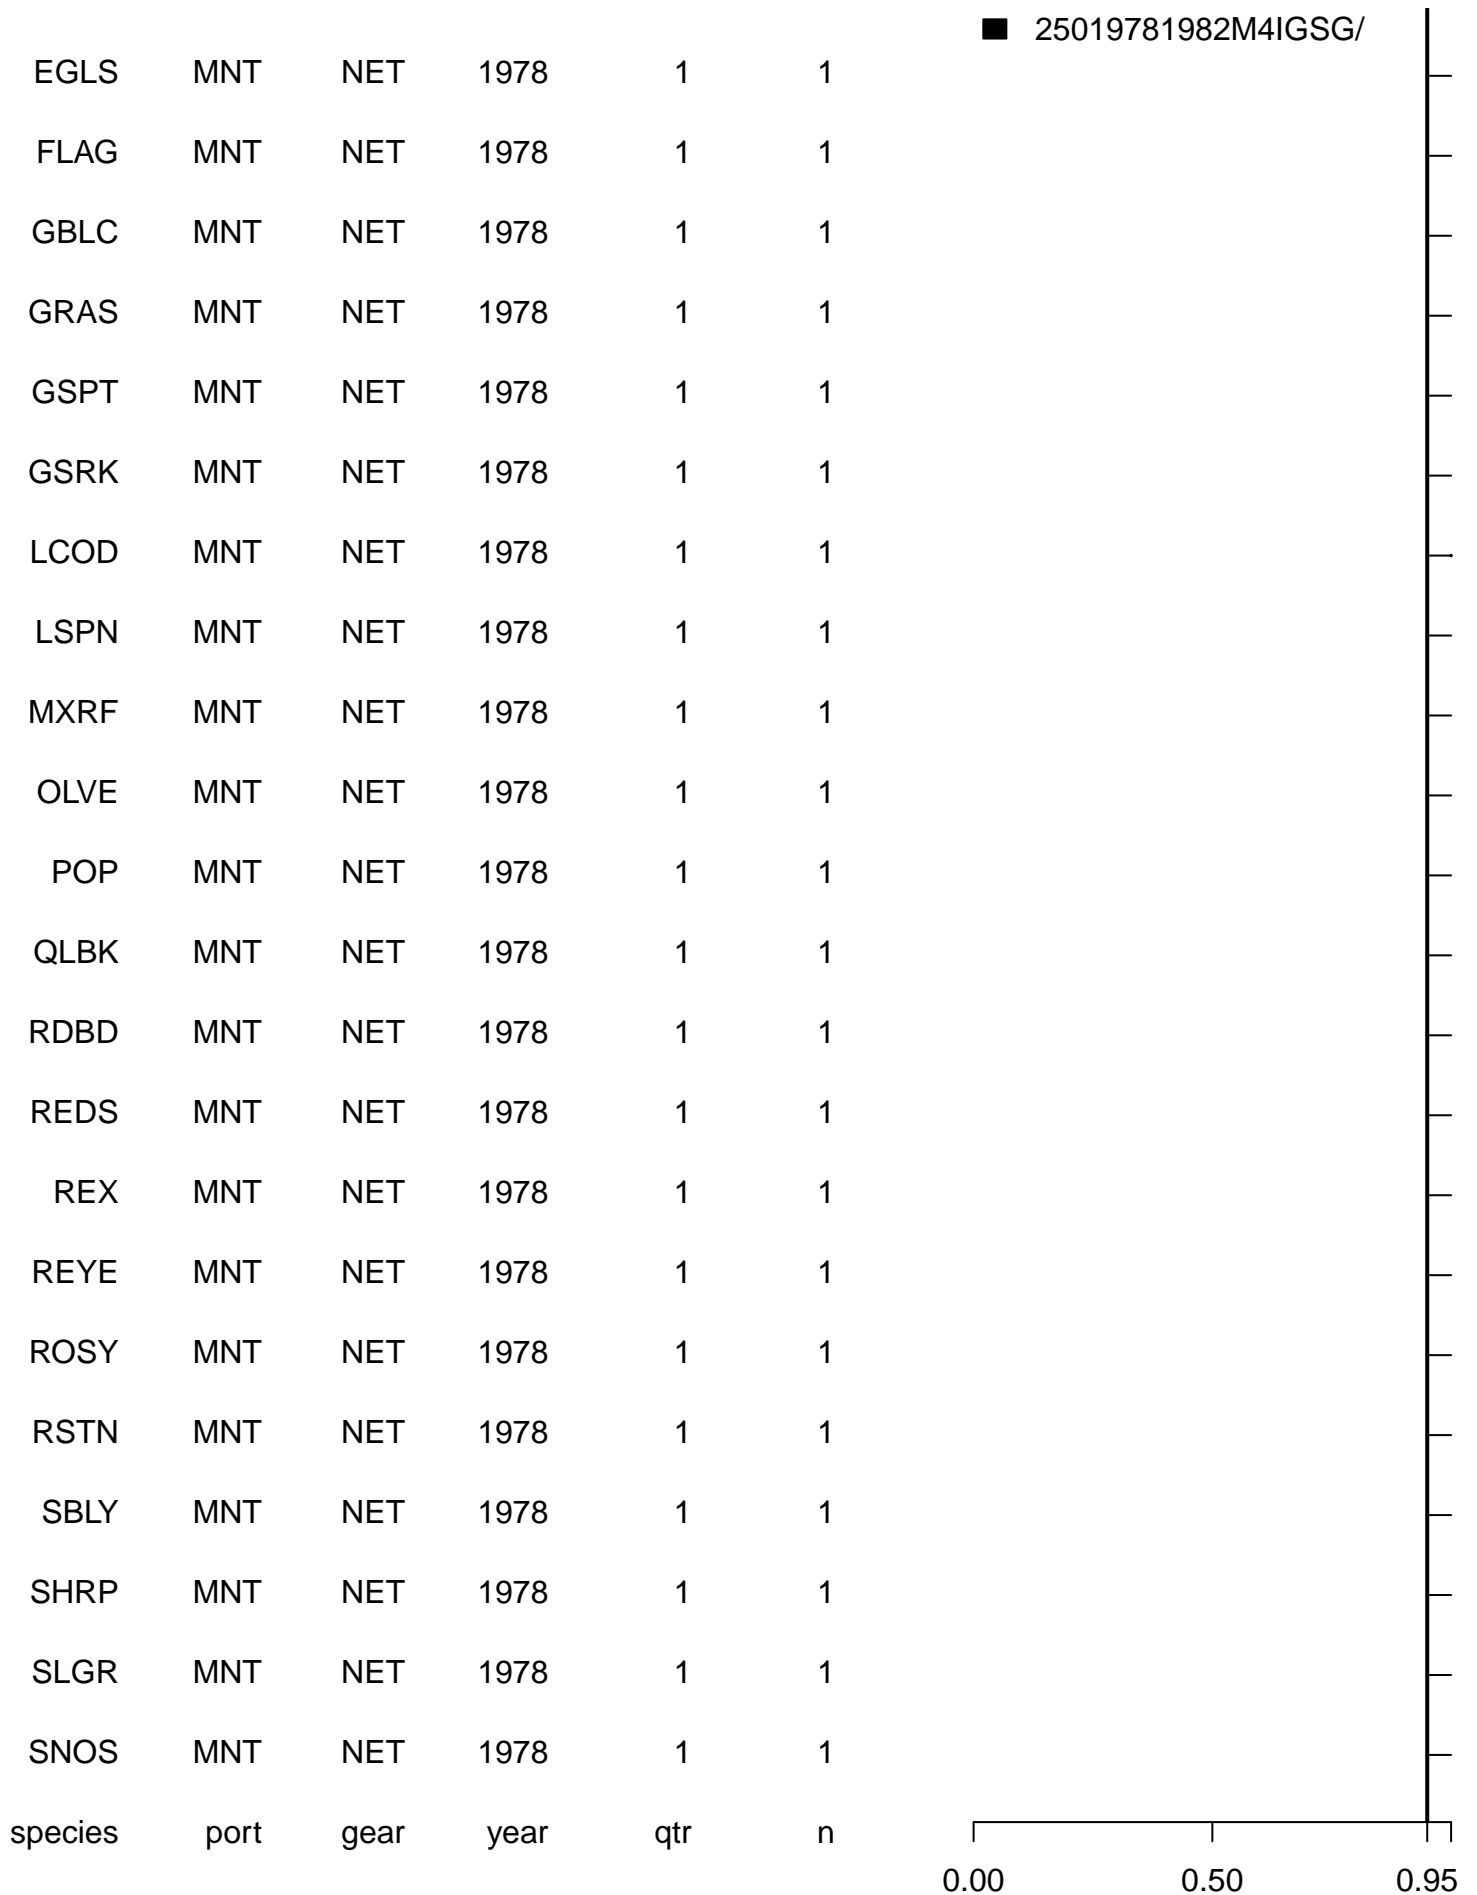 25019781982M4IGSG/
EGLS MNT NET 1978 1 1
FLAG MNT NET 1978 1 1
GBLC MNT NET 1978 1 1
GRAS MNT NET 1978 1 1
GSPT MNT NET 1978 1 1
GSRK MNT NET 1978 1 1
LCOD MNT NET 1978 1 1
LSPN MNT NET 1978 1 1
MXRF MNT NET 1978 1 1
OLVE MNT NET 1978 1 1
POP MNT NET 1978 1 1
QLBK MNT NET 1978 1 1
RDBD MNT NET 1978 1 1
REDS MNT NET 1978 1 1
REX MNT NET 1978 1 1
REYE MNT NET 1978 1 1
ROSY MNT NET 1978 1 1
RSTN MNT NET 1978 1 1
SBLY MNT NET 1978 1 1
SHRP MNT NET 1978 1 1
SLGR MNT NET 1978 1 1
SNOS MNT NET 1978 1 1
species port gear year qtr n
0.00 0.50 0.95